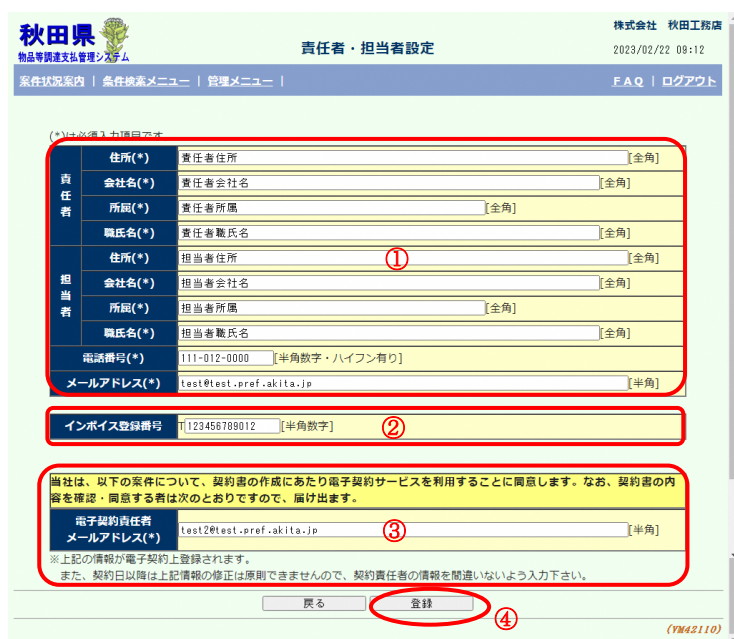 秋田県
物品等調達支払管理システム
責任者・担当者設定
株式会社 秋田工務店
2023/02/22 09:12
案件状況案内 | 条件検索メニュー | 管理メニュー |
FAQ | ログアウト
(*)は必須入力項目です
責任者
住所(*) 責任者住所 [全角]
会社名(*) 責任者会社名 [全角]
所属(*) 責任者所属 [全角]
職氏名(*) 責任者職氏名 [全角]
担当者
住所(*) 担当者住所 [全角]
会社名(*) 担当者会社名 [全角]
所属(*) 担当者所属 [全角]
職氏名(*) 担当者職氏名 [全角]
①
電話番号(*) 111-012-0000 [半角数字・ハイフン有り]
メールアドレス(*) test@test.pref.akita.jp [半角]
インボイス登録番号 T 123456789012 [半角数字]
②
当社は、以下の案件について、契約書の作成にあたり電子契約サービスを利用することに同意します。なお、契約書の内
容を確認・同意する者は次のとおりですので、届け出ます。
電子契約責任者
メールアドレス(*) test2@test.pref.akita.jp [半角]
③
※上記の情報が電子契約上登録されます。
また、契約日以降は上記情報の修正は原則できませんので、契約責任者の情報を間違いないよう入力下さい。
戻る 登録
④
(YM42110)